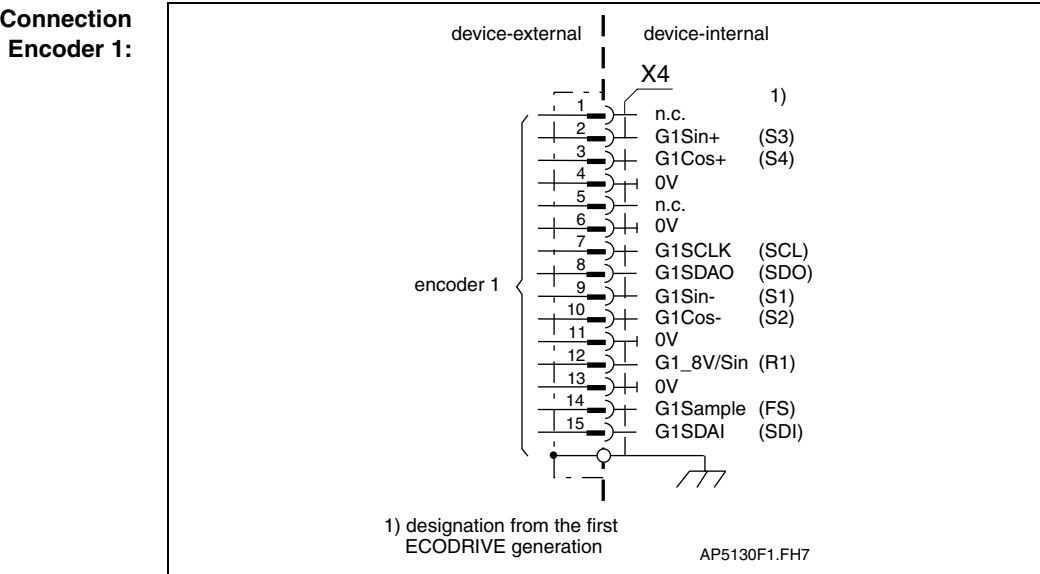 Connection
Encoder 1:
device-external device-internal
X4
1)
1 n.c.
2 G1Sin+ (S3)
3 G1Cos+ (S4)
4 0V
5 n.c.
6 0V
7 G1SCLK (SCL)
8 G1SDAO (SDO)
encoder 1
9 G1Sin- (S1)
10 G1Cos- (S2)
11 0V
12 G1_8V/Sin (R1)
13 0V
14 G1Sample (FS)
15 G1SDAI (SDI)
1) designation from the first
ECODRIVE generation
AP5130F1.FH7